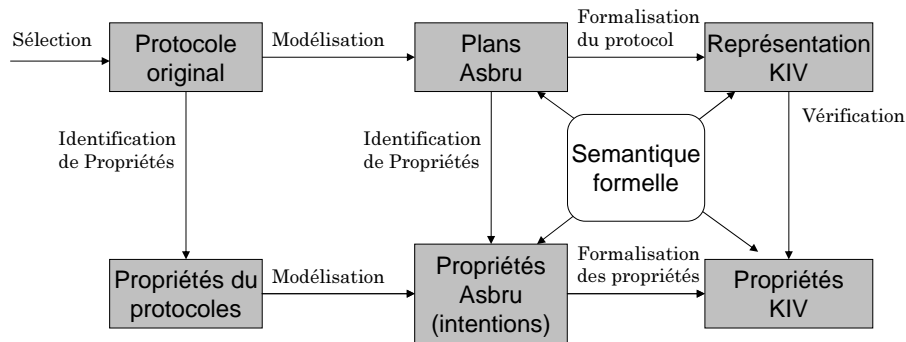 Sélection
Protocole
original
Modélisation
Plans
Asbru
Formalisation
du protocol
Représentation
KIV
Identification
de Propriétés
Identification
de Propriétés
Semantique
formelle
Vérification
Propriétés du
protocoles
Modélisation
Propriétés
Asbru
(intentions)
Formalisation
des propriétés
Propriétés
KIV